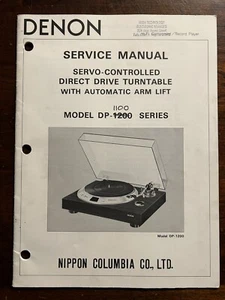 DENON
SERVICE MANUAL
SERVO-CONTROLLED
DIRECT DRIVE TURNTABLE
WITH AUTOMATIC ARM LIFT
1100
MODEL DP-1200 SERIES
Model DP-1200
NIPPON COLUMBIA CO., LTD.